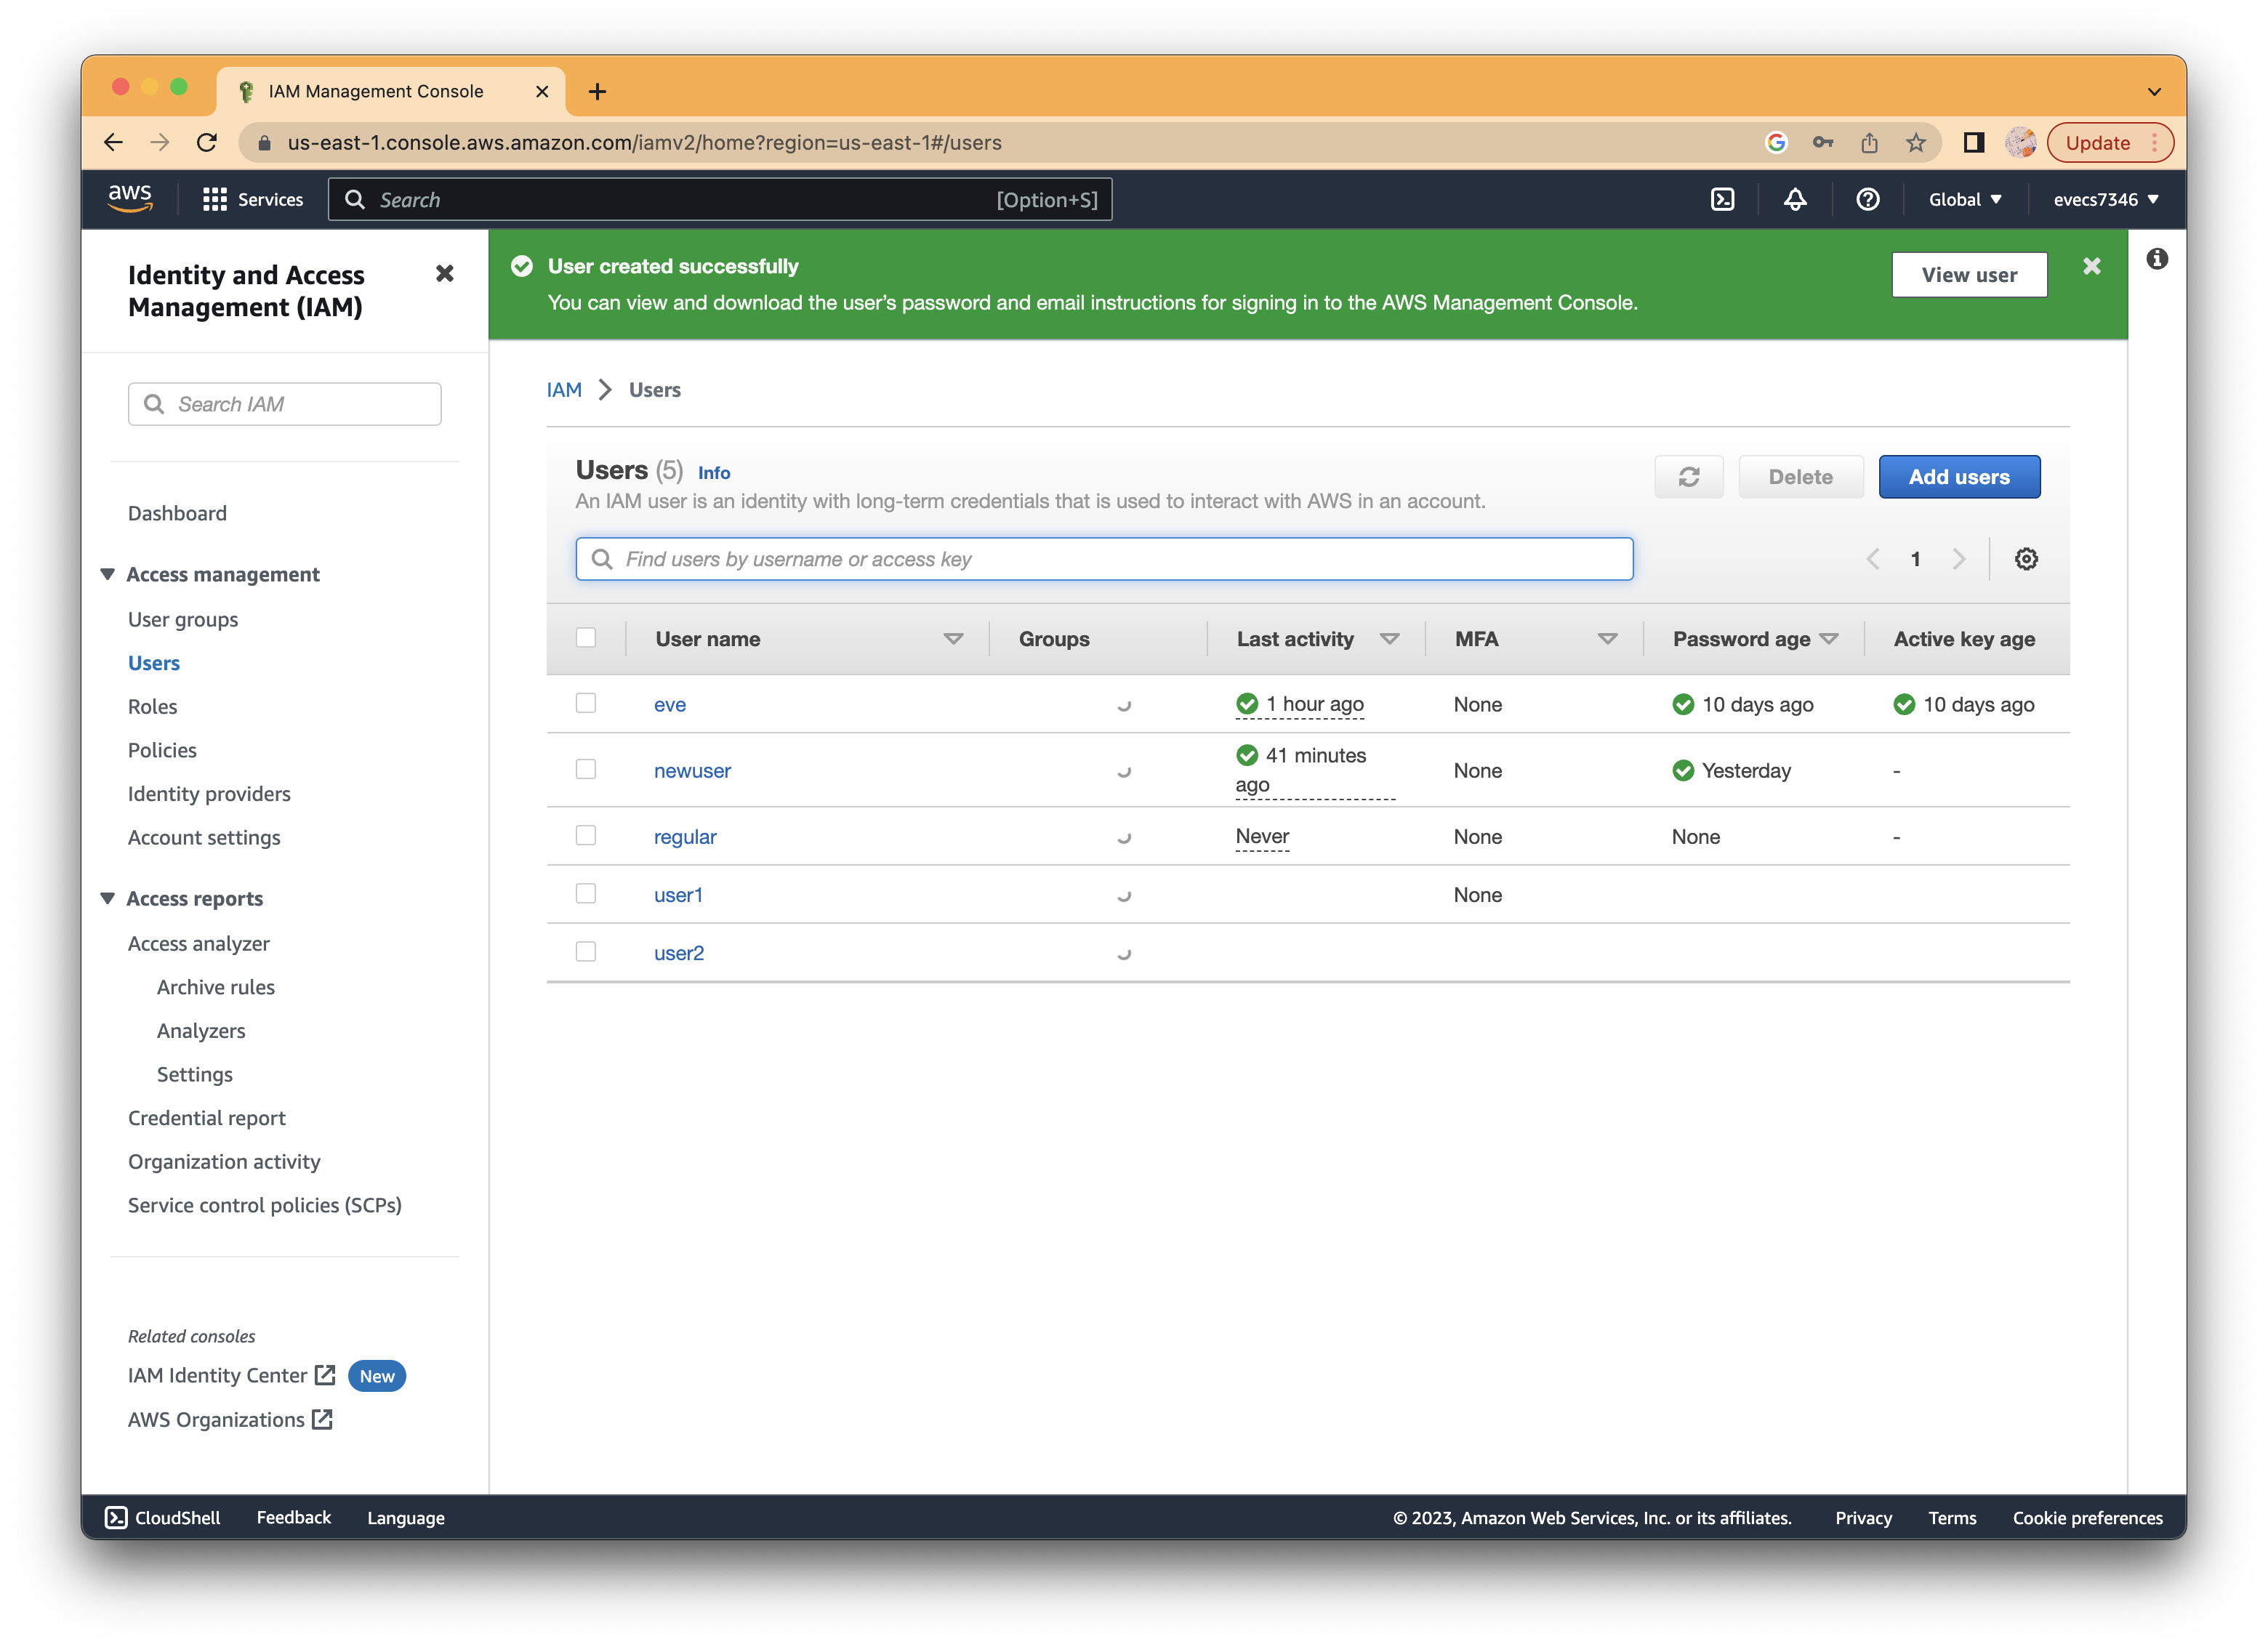 IAM Management Console
us-east-1.console.aws.amazon.com/iamv2/home?region=us-east-1#/users
Update
aws
Services
Search
[Option+S]
Global
evecs7346
Identity and Access
Management (IAM)
Search IAM
Dashboard
Access management
User groups
Users
Roles
Policies
Identity providers
Account settings
Access reports
Access analyzer
Archive rules
Analyzers
Settings
Credential report
Organization activity
Service control policies (SCPs)
Related consoles
IAM Identity Center New
AWS Organizations
User created successfully
You can view and download the user's password and email instructions for signing in to the AWS Management Console.
View user
IAM > Users
Users (5) Info
An IAM user is an identity with long-term credentials that is used to interact with AWS in an account.
Delete
Add users
Find users by username or access key
1
User name Groups Last activity MFA Password age Active key age
eve 1 hour ago None 10 days ago 10 days ago
newuser 41 minutes ago None Yesterday -
regular Never None None -
user1 None
user2
CloudShell Feedback Language
© 2023, Amazon Web Services, Inc. or its affiliates. Privacy Terms Cookie preferences